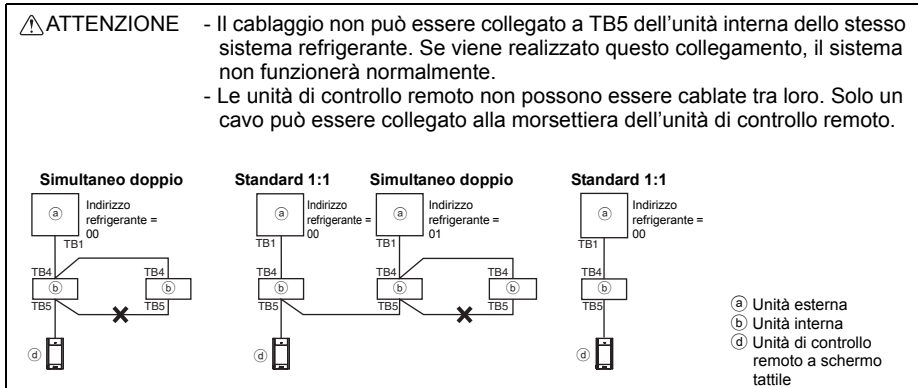 ⚠ATTENZIONE - Il cablaggio non può essere collegato a TB5 dell'unità interna dello stesso
sistema refrigerante. Se viene realizzato questo collegamento, il sistema
non funzionerà normalmente.
- Le unità di controllo remoto non possono essere cablate tra loro. Solo un
cavo può essere collegato alla morsettiera dell'unità di controllo remoto.
Simultaneo doppio
ⓐ
Indirizzo
refrigerante =
00
TB1
TB4 TB4
ⓑ ⓑ
TB5 TB5
ⓓ
Standard 1:1 Simultaneo doppio
ⓐ
Indirizzo
refrigerante =
00
TB1
ⓐ
Indirizzo
refrigerante =
01
TB1
TB4 TB4 TB4
ⓑ ⓑ ⓑ
TB5 TB5 TB5
ⓓ
Standard 1:1
ⓐ
Indirizzo
refrigerante =
00
TB1
TB4
ⓑ
TB5
ⓓ
ⓐ Unità esterna
ⓑ Unità interna
ⓓ Unità di controllo
remoto a schermo
tattile